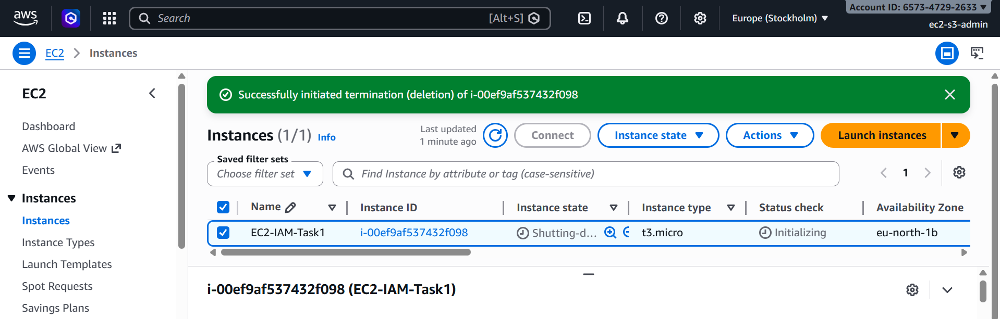 aws
Search [Alt+S]
Europe (Stockholm)
Account ID: 6573-4729-2633
ec2-s3-admin
EC2 Instances
EC2
Dashboard
AWS Global View
Events
Instances
Instances
Instance Types
Launch Templates
Spot Requests
Savings Plans
Successfully initiated termination (deletion) of i-00ef9af537432f098
Instances (1/1) Info
Last updated
1 minute ago
Connect
Instance state
Actions
Launch instances
Saved filter sets
Choose filter set
Find Instance by attribute or tag (case-sensitive)
1
Name Instance ID Instance state Instance type Status check Availability Zone
EC2-IAM-Task1 i-00ef9af537432f098 Shutting-d... t3.micro Initializing eu-north-1b
i-00ef9af537432f098 (EC2-IAM-Task1)